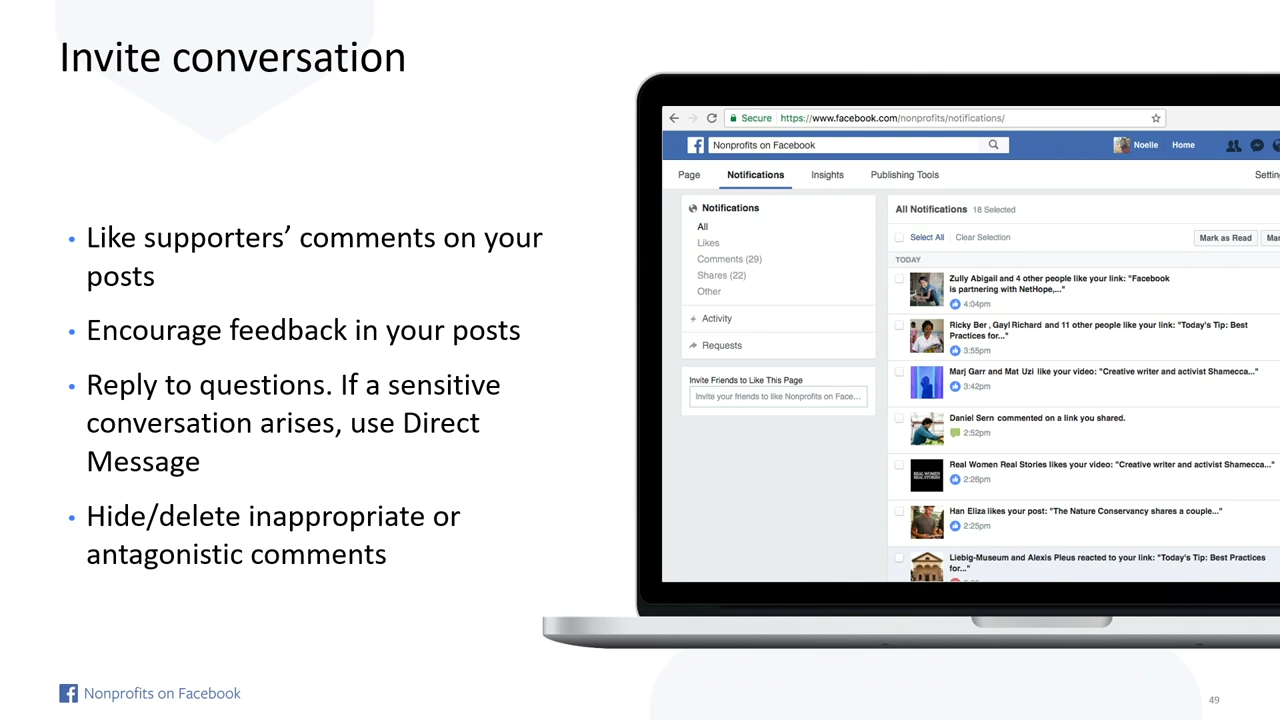 Invite conversation
• Like supporters’ comments on your
posts
• Encourage feedback in your posts
• Reply to questions. If a sensitive
conversation arises, use Direct
Message
• Hide/delete inappropriate or
antagonistic comments
Secure https://www.facebook.com/nonprofits/notifications/
Nonprofits on Facebook
Noelle Home
Page Notifications Insights Publishing Tools Settin
Notifications
All
Likes
Comments (29)
Shares (22)
Other
Activity
Requests
Invite Friends to Like This Page
Invite your friends to like Nonprofits on Face...
All Notifications 18 Selected
Select All Clear Selection Mark as Read Mar
TODAY
Zully Abigail and 4 other people like your link: "Facebook
is partnering with NetHope,..."
4:04pm
Ricky Ber , Gayl Richard and 11 other people like your link: "Today's Tip: Best
Practices for..."
3:55pm
Marj Garr and Mat Uzi like your video: "Creative writer and activist Shamecca..."
3:42pm
Daniel Sern commented on a link you shared.
2:52pm
REAL WOMEN
REAL STORIES
Real Women Real Stories likes your video: "Creative writer and activist Shamecca..."
2:26pm
Han Eliza likes your post: "The Nature Conservancy shares a couple..."
2:25pm
Liebig-Museum and Alexis Pleus reacted to your link: "Today's Tip: Best Practices
for..."
Nonprofits on Facebook
49